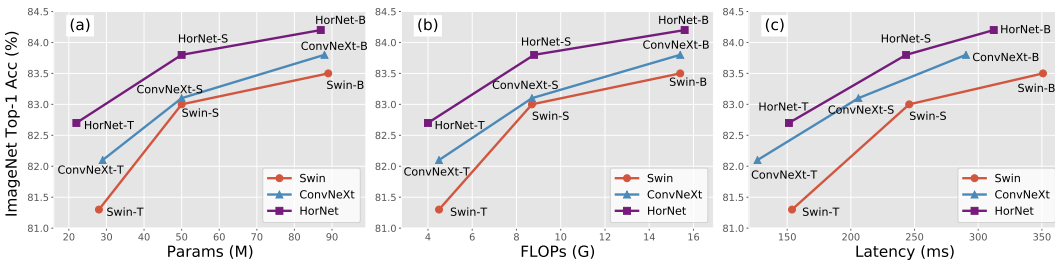 ImageNet Top-1 Acc (%)
(a)
84.5
84.0
83.5
83.0
82.5
82.0
81.5
81.0
HorNet-B
HorNet-S
ConvNeXt-B
ConvNeXt-S
Swin-B
Swin-S
HorNet-T
ConvNeXt-T
Swin-T
Swin
ConvNeXt
HorNet
20 30 40 50 60 70 80 90
Params (M)
(b)
84.5
84.0
83.5
83.0
82.5
82.0
81.5
81.0
HorNet-B
HorNet-S
ConvNeXt-B
ConvNeXt-S
Swin-B
Swin-S
HorNet-T
ConvNeXt-T
Swin-T
Swin
ConvNeXt
HorNet
4 6 8 10 12 14 16
FLOPs (G)
(c)
84.5
84.0
83.5
83.0
82.5
82.0
81.5
81.0
HorNet-B
HorNet-S
ConvNeXt-B
Swin-B
HorNet-T
ConvNeXt-S
Swin-S
ConvNeXt-T
Swin-T
Swin
ConvNeXt
HorNet
150 200 250 300 350
Latency (ms)